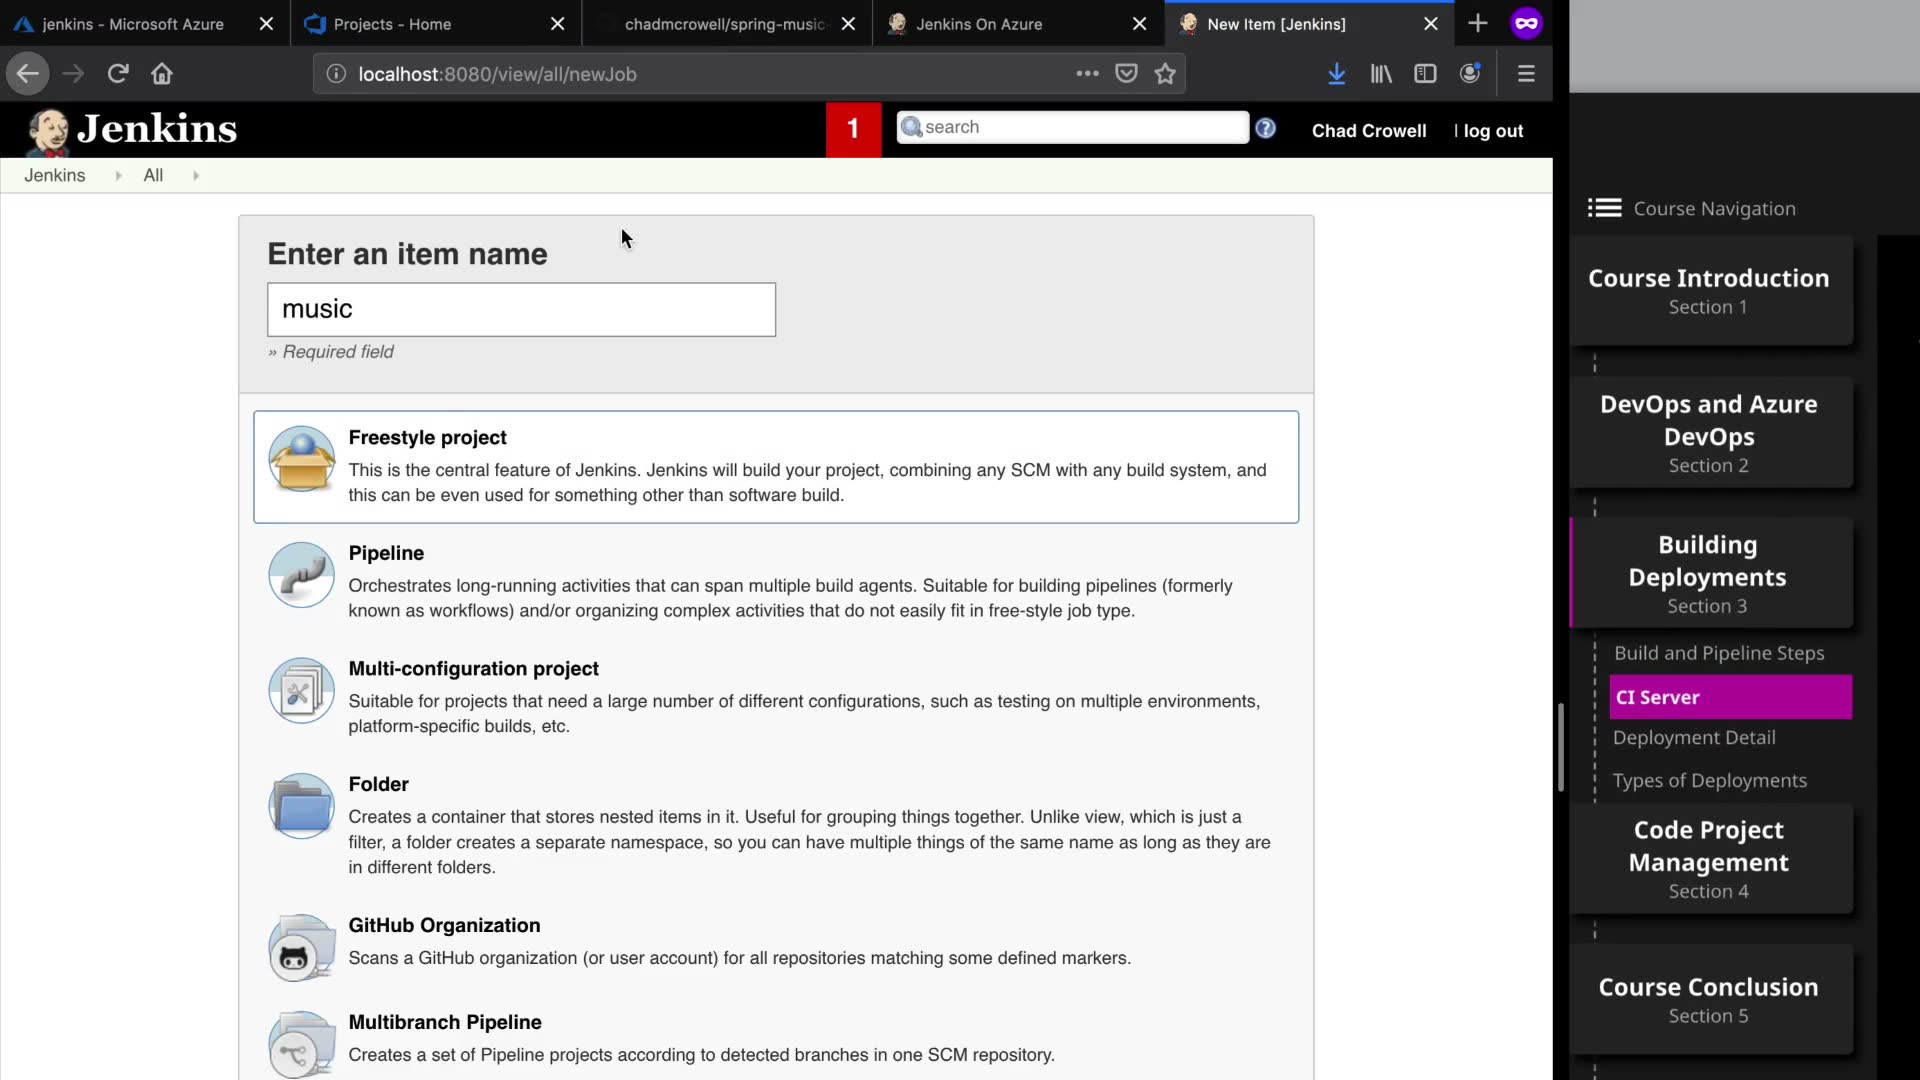 jenkins - Microsoft Azure
Projects - Home
chadmcrowell/spring-music
Jenkins On Azure
New Item [Jenkins]
localhost:8080/view/all/newJob
Jenkins
1
search
Chad Crowell
| log out
Jenkins
All
Enter an item name
music
» Required field
Freestyle project
This is the central feature of Jenkins. Jenkins will build your project, combining any SCM with any build system, and
this can be even used for something other than software build.
Pipeline
Orchestrates long-running activities that can span multiple build agents. Suitable for building pipelines (formerly
known as workflows) and/or organizing complex activities that do not easily fit in free-style job type.
Multi-configuration project
Suitable for projects that need a large number of different configurations, such as testing on multiple environments,
platform-specific builds, etc.
Folder
Creates a container that stores nested items in it. Useful for grouping things together. Unlike view, which is just a
filter, a folder creates a separate namespace, so you can have multiple things of the same name as long as they are
in different folders.
GitHub Organization
Scans a GitHub organization (or user account) for all repositories matching some defined markers.
Multibranch Pipeline
Creates a set of Pipeline projects according to detected branches in one SCM repository.
Course Navigation
Course Introduction
Section 1
DevOps and Azure
DevOps
Section 2
Building
Deployments
Section 3
Build and Pipeline Steps
CI Server
Deployment Detail
Types of Deployments
Code Project
Management
Section 4
Course Conclusion
Section 5